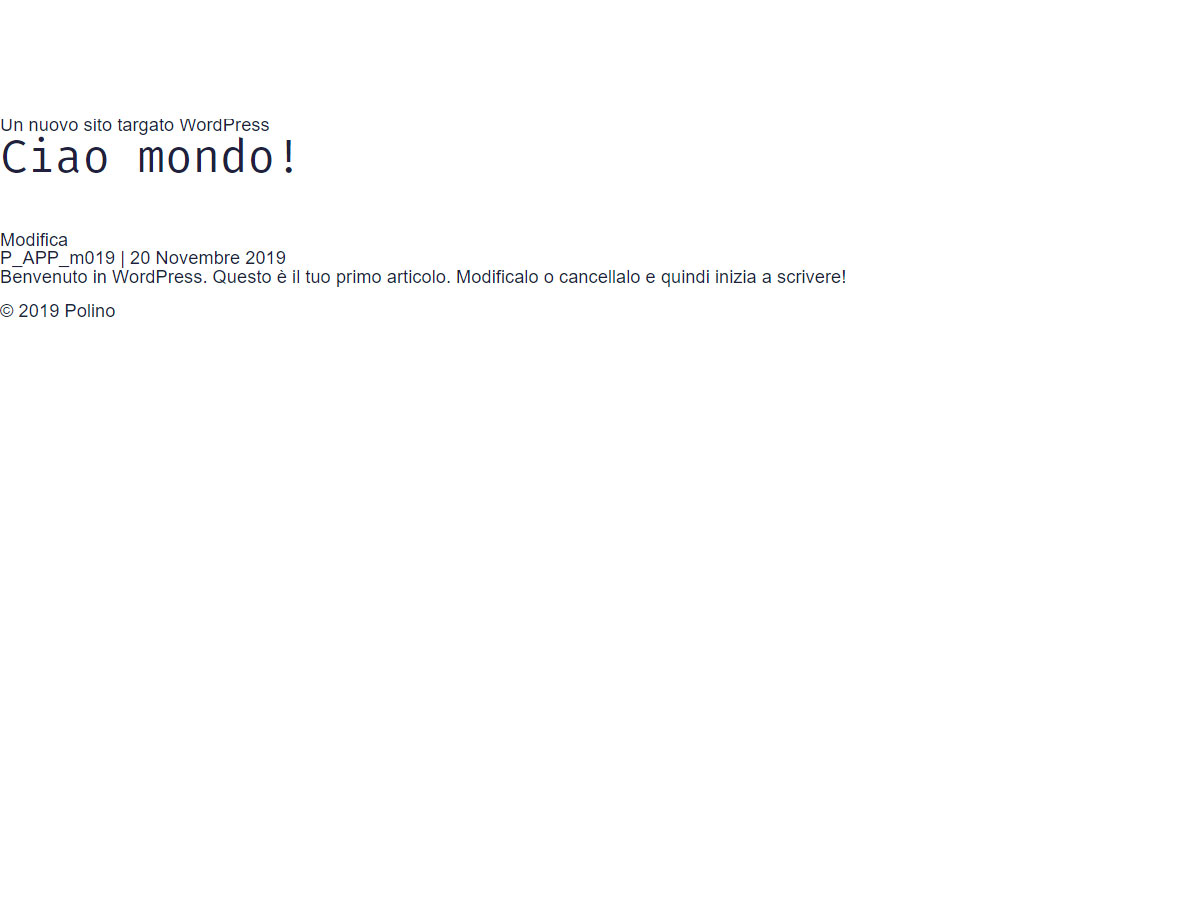 Un nuovo sito targato WordPress
Ciao mondo!
Modifica
P_APP_m019 | 20 Novembre 2019
Benvenuto in WordPress. Questo è il tuo primo articolo. Modificalo o cancellalo e quindi inizia a scrivere!
© 2019 Polino